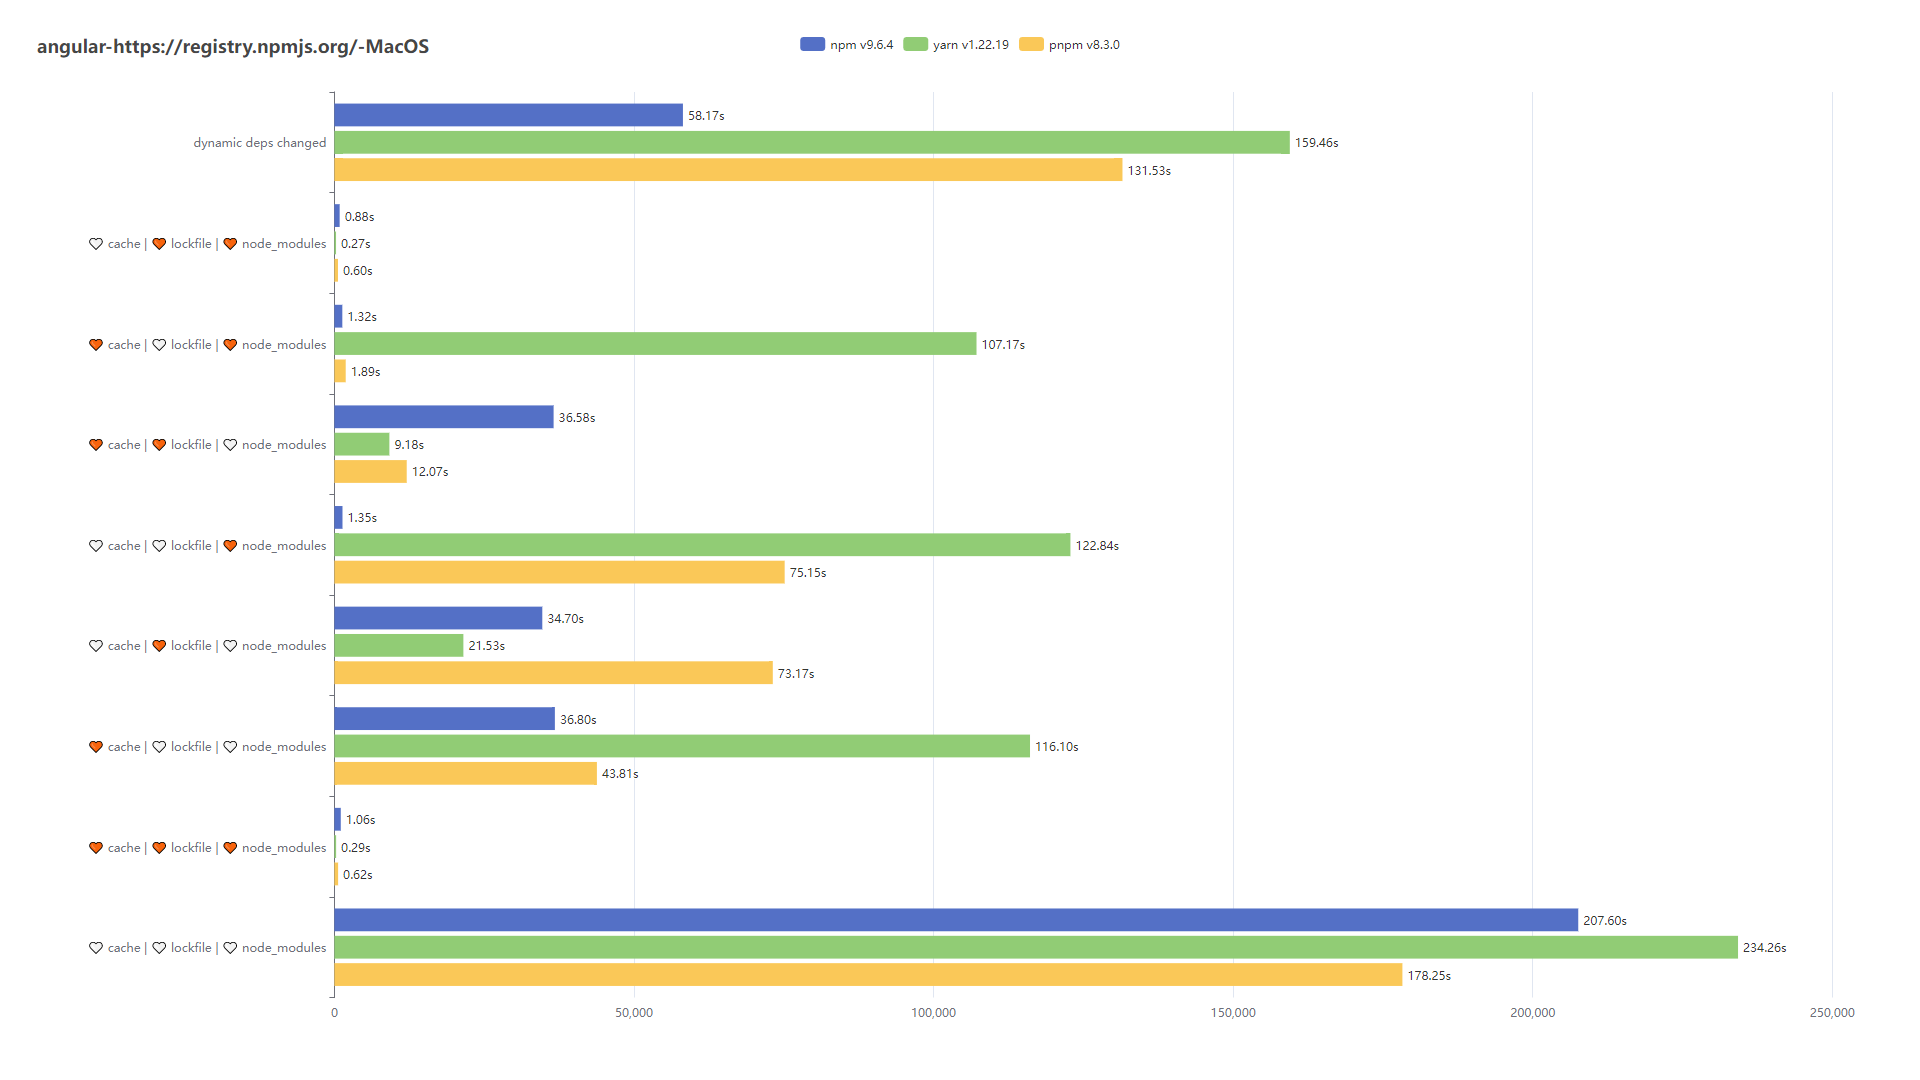 angular-https://registry.npmjs.org/-MacOS
npm v9.6.4 yarn v1.22.19 pnpm v8.3.0
dynamic deps changed
58.17s
159.46s
131.53s
🤍 cache | 🧡 lockfile | 🧡 node_modules
0.88s
0.27s
0.60s
🧡 cache | 🤍 lockfile | 🧡 node_modules
1.32s
107.17s
1.89s
🧡 cache | 🧡 lockfile | 🤍 node_modules
36.58s
9.18s
12.07s
🤍 cache | 🤍 lockfile | 🧡 node_modules
1.35s
122.84s
75.15s
🤍 cache | 🧡 lockfile | 🤍 node_modules
34.70s
21.53s
73.17s
🧡 cache | 🤍 lockfile | 🤍 node_modules
36.80s
116.10s
43.81s
🧡 cache | 🧡 lockfile | 🧡 node_modules
1.06s
0.29s
0.62s
🤍 cache | 🤍 lockfile | 🤍 node_modules
207.60s
234.26s
178.25s
0 50,000 100,000 150,000 200,000 250,000